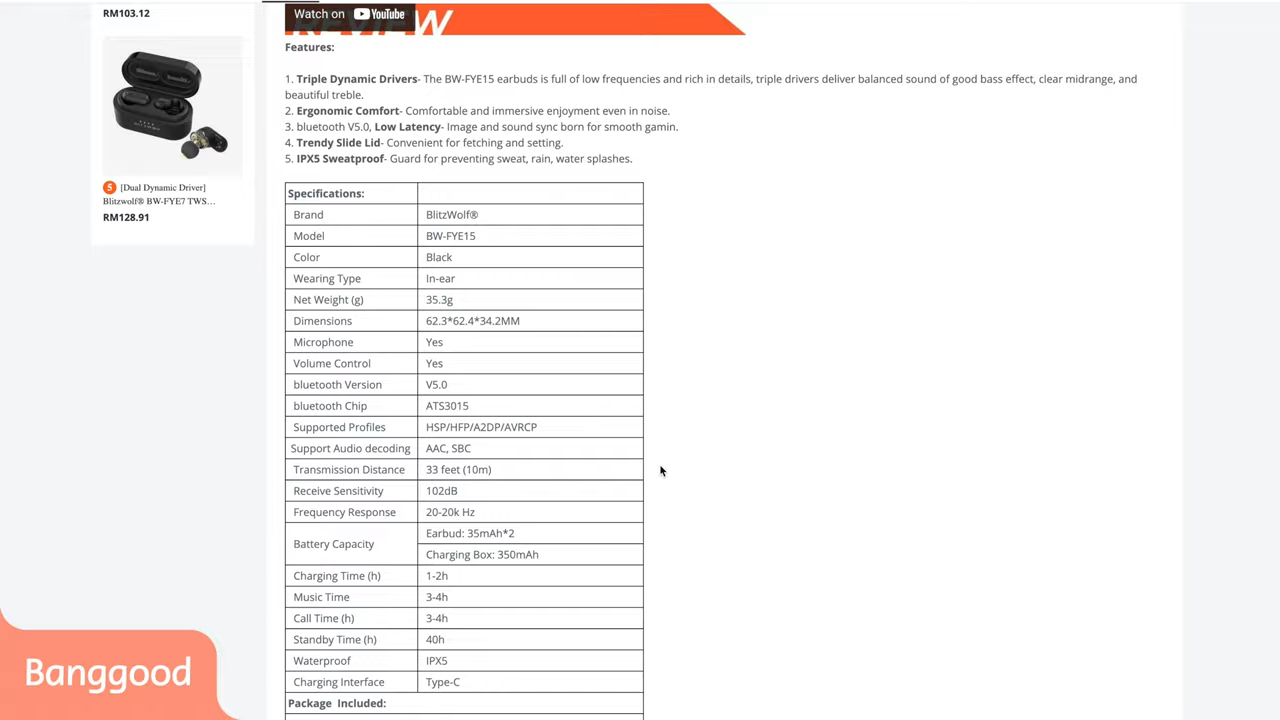 RM103.12
5 [Dual Dynamic Driver]
Blitzwolf® BW-FYE7 TWS...
RM128.91
Watch on YouTube
REVIEW
Features:
1. Triple Dynamic Drivers- The BW-FYE15 earbuds is full of low frequencies and rich in details, triple drivers deliver balanced sound of good bass effect, clear midrange, and
beautiful treble.
2. Ergonomic Comfort- Comfortable and immersive enjoyment even in noise.
3. bluetooth V5.0, Low Latency- Image and sound sync born for smooth gamin.
4. Trendy Slide Lid- Convenient for fetching and setting.
5. IPX5 Sweatproof- Guard for preventing sweat, rain, water splashes.
Specifications:
Brand BlitzWolf®
Model BW-FYE15
Color Black
Wearing Type In-ear
Net Weight (g) 35.3g
Dimensions 62.3*62.4*34.2MM
Microphone Yes
Volume Control Yes
bluetooth Version V5.0
bluetooth Chip ATS3015
Supported Profiles HSP/HFP/A2DP/AVRCP
Support Audio decoding AAC, SBC
Transmission Distance 33 feet (10m)
Receive Sensitivity 102dB
Frequency Response 20-20k Hz
Battery Capacity Earbud: 35mAh*2
Charging Box: 350mAh
Charging Time (h) 1-2h
Music Time 3-4h
Call Time (h) 3-4h
Standby Time (h) 40h
Waterproof IPX5
Charging Interface Type-C
Package Included:
Banggood